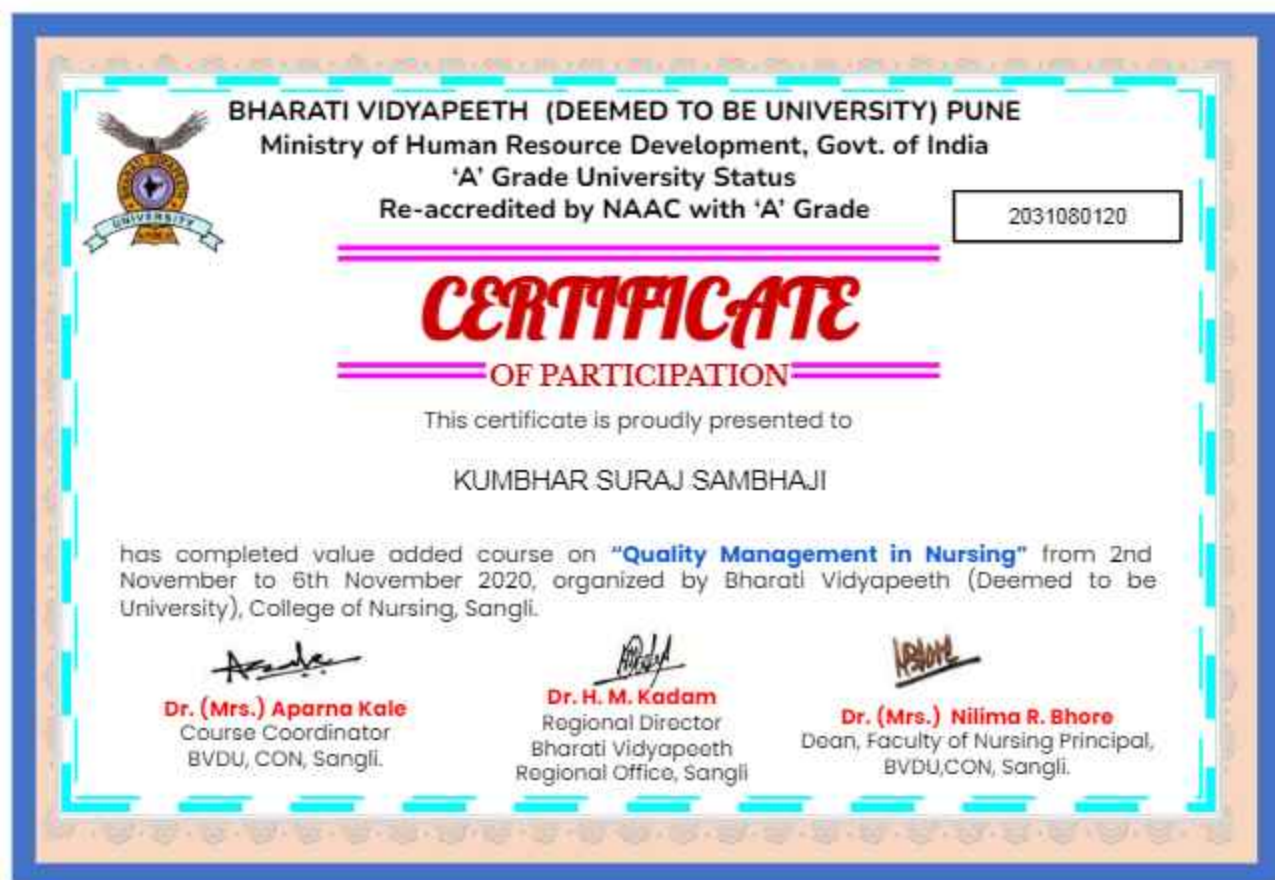 BHARATI VIDYAPEETH (DEEMED TO BE UNIVERSITY) PUNE
Ministry of Human Resource Development, Govt. of India
‘A’ Grade University Status
Re-accredited by NAAC with ‘A’ Grade
2031080120
BHARATI VIDYAPEETH
UNIVERSITY
CERTIFICATE
OF PARTICIPATION
This certificate is proudly presented to
KUMBHAR SURAJ SAMBHAJI
has completed value added course on “Quality Management in Nursing” from 2nd
November to 6th November 2020, organized by Bharati Vidyapeeth (Deemed to be
University), College of Nursing, Sangli.
Dr. (Mrs.) Aparna Kale
Course Coordinator
BVDU, CON, Sangli.
Dr. H. M. Kadam
Regional Director
Bharati Vidyapeeth
Regional Office, Sangli
Dr. (Mrs.) Nilima R. Bhore
Dean, Faculty of Nursing Principal,
BVDU,CON, Sangli.